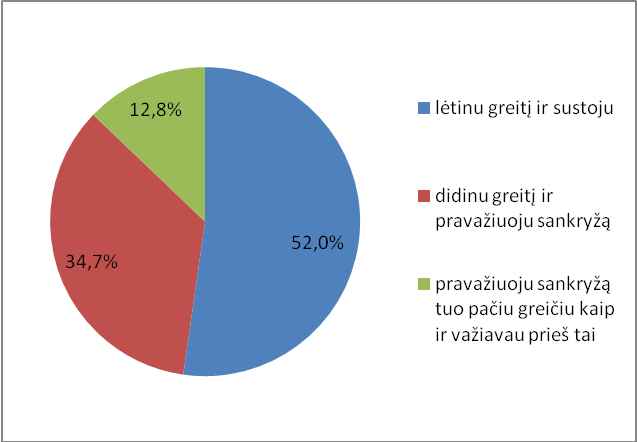 12,8%
52,0%
34,7%
lėtinu greitį ir sustoju
didinu greitį ir
pravažiuoju sankryžą
pravažiuoju sankryžą
tuo pačiu greičiu kaip
ir važiavau prieš tai